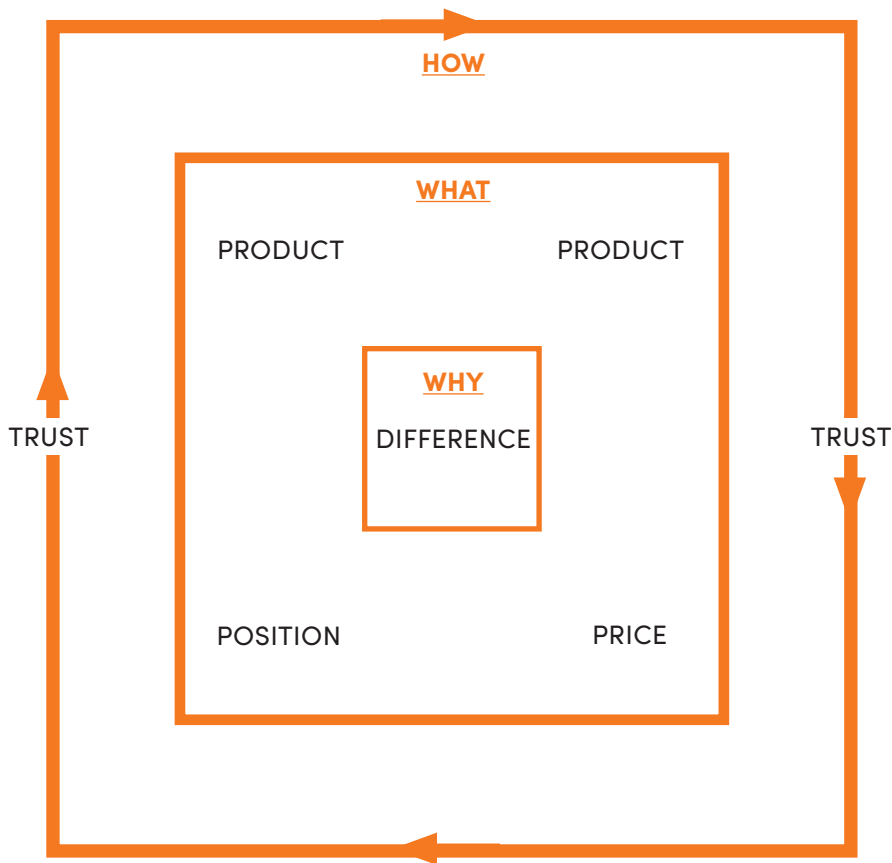 HOW
WHAT
PRODUCT PRODUCT
WHY
TRUST DIFFERENCE TRUST
POSITION PRICE